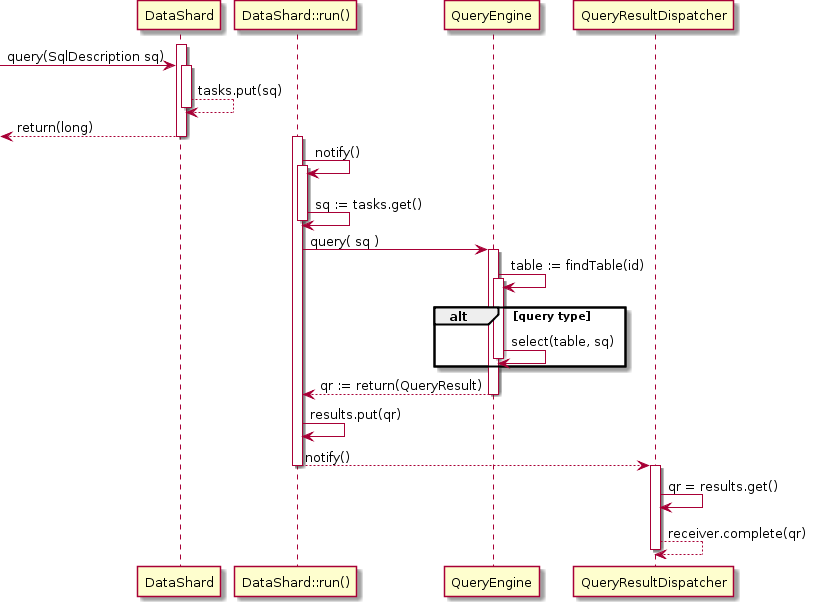 DataShard
DataShard::run()
QueryEngine
QueryResultDispatcher
query(SqlDescription sq)
tasks.put(sq)
return(long)
notify()
sq := tasks.get()
query( sq )
table := findTable(id)
alt
[query type]
select(table, sq)
qr := return(QueryResult)
results.put(qr)
notify()
qr = results.get()
receiver.complete(qr)
DataShard
DataShard::run()
QueryEngine
QueryResultDispatcher